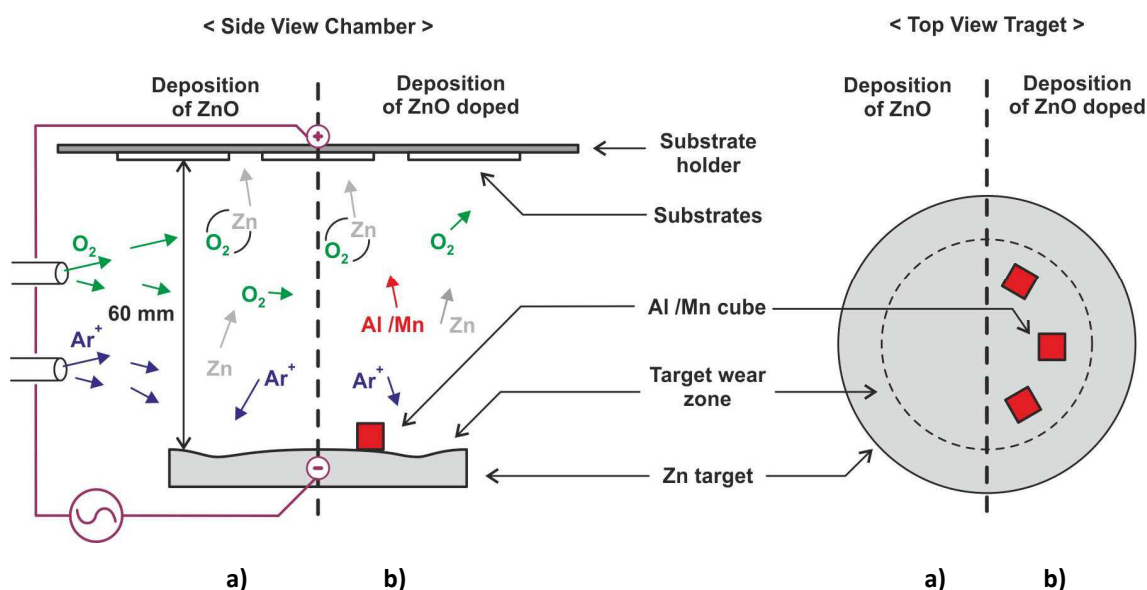 < Side View Chamber >
< Top View Traget >
Deposition
of ZnO
Deposition
of ZnO doped
Deposition
of ZnO
Deposition
of ZnO doped
+
Substrate
holder
Substrates
Zn
O₂
Zn
O₂
O₂
O₂
O₂
60 mm
Al /Mn
Zn
Al /Mn cube
Ar⁺
Zn
Ar⁺
Ar⁺
Target wear
zone
−
Zn target
a)
b)
a)
b)